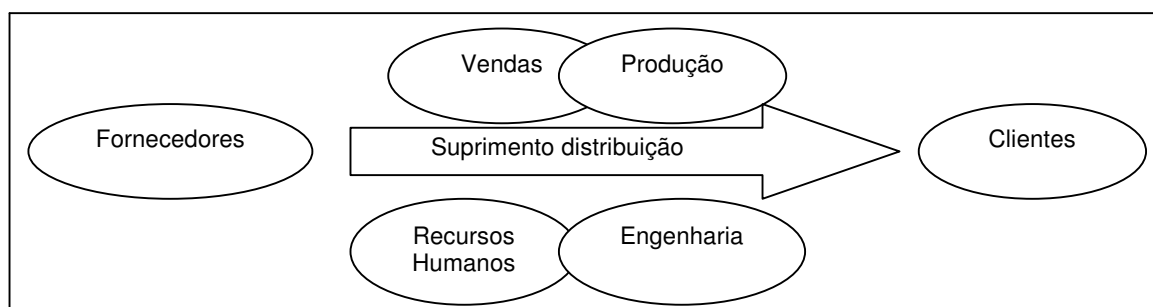 Vendas
Produção
Fornecedores
Suprimento distribuição
Clientes
Recursos
Humanos
Engenharia